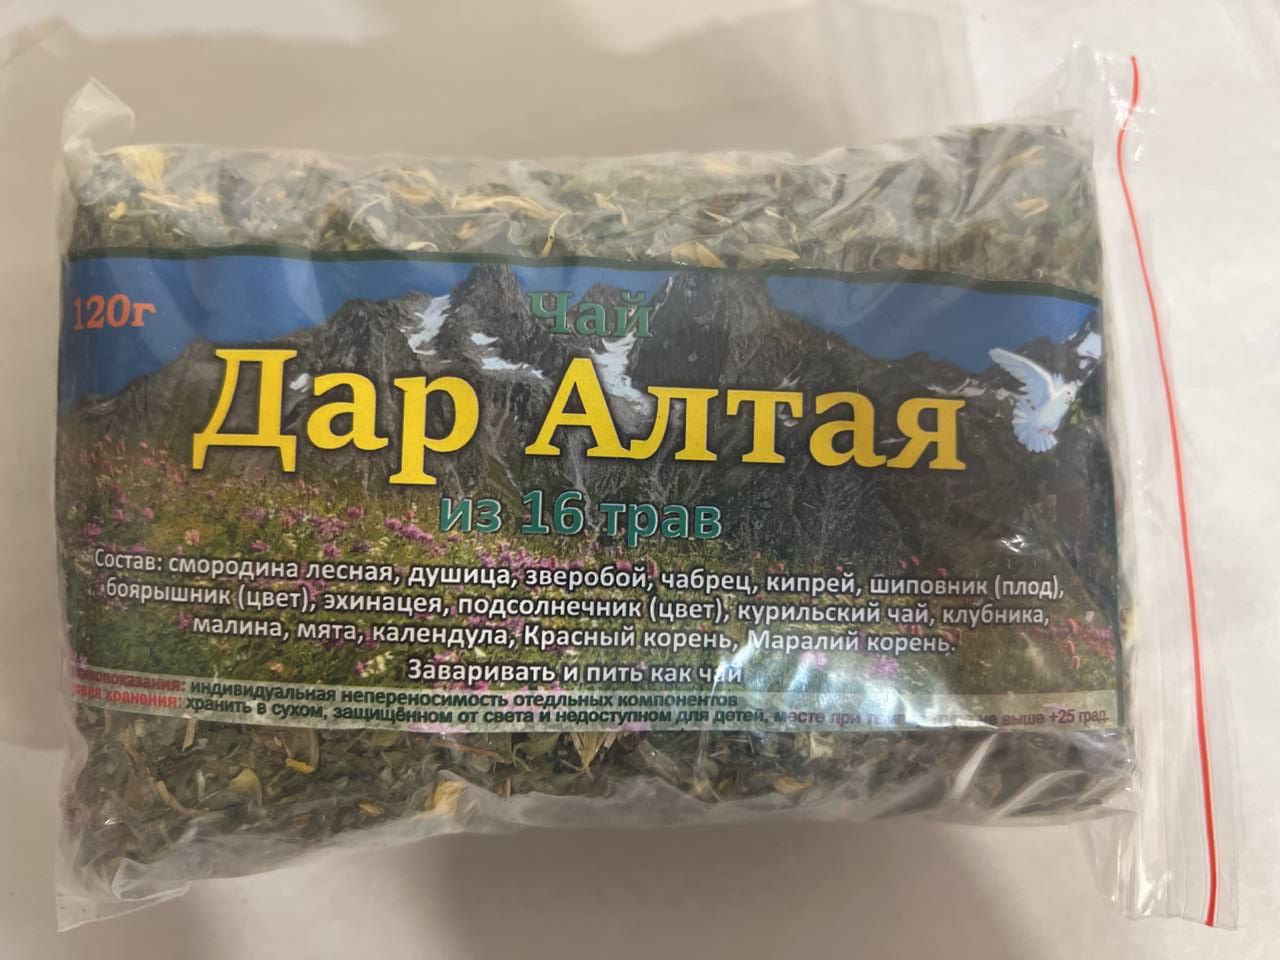 120г
Чай
Дар Алтая
из 16 трав
Состав: смородина лесная, душица, зверобой, чабрец, кипрей, шиповник (плод),
боярышник (цвет), эхинацея, подсолнечник (цвет), курильский чай, клубника,
малина, мята, календула, Красный корень, Маралий корень.
Заваривать и пить как чай
индивидуальная непереносимость отедльных компонентов
хранения: хранить в сухом, защищённом от света и недоступном для детей, месте при не выше +25 град.